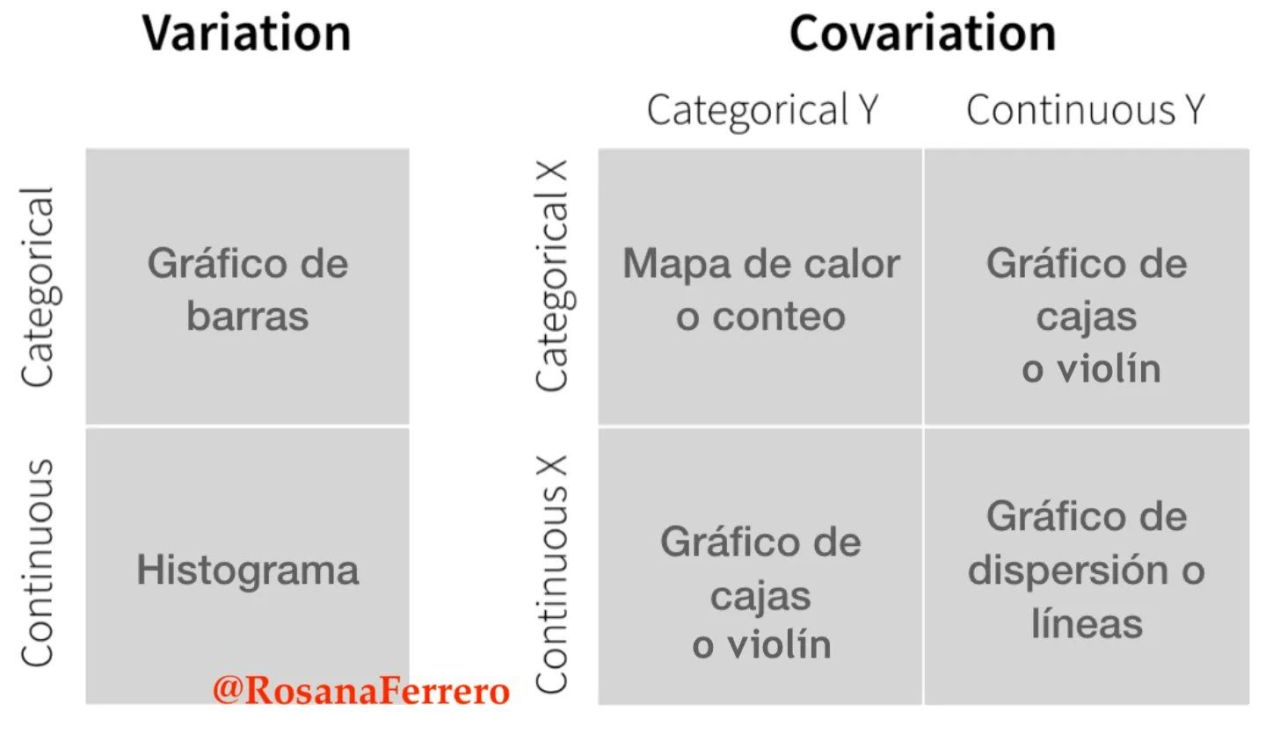 Variation
Categorical
Gráfico de
barras
Continuous
Histograma
@RosanaFerrero
Covariation
Categorical Y
Continuous Y
Categorical X
Mapa de calor
o conteo
Gráfico de
cajas
o violín
Continuous X
Gráfico de
cajas
o violín
Gráfico de
dispersión o
líneas